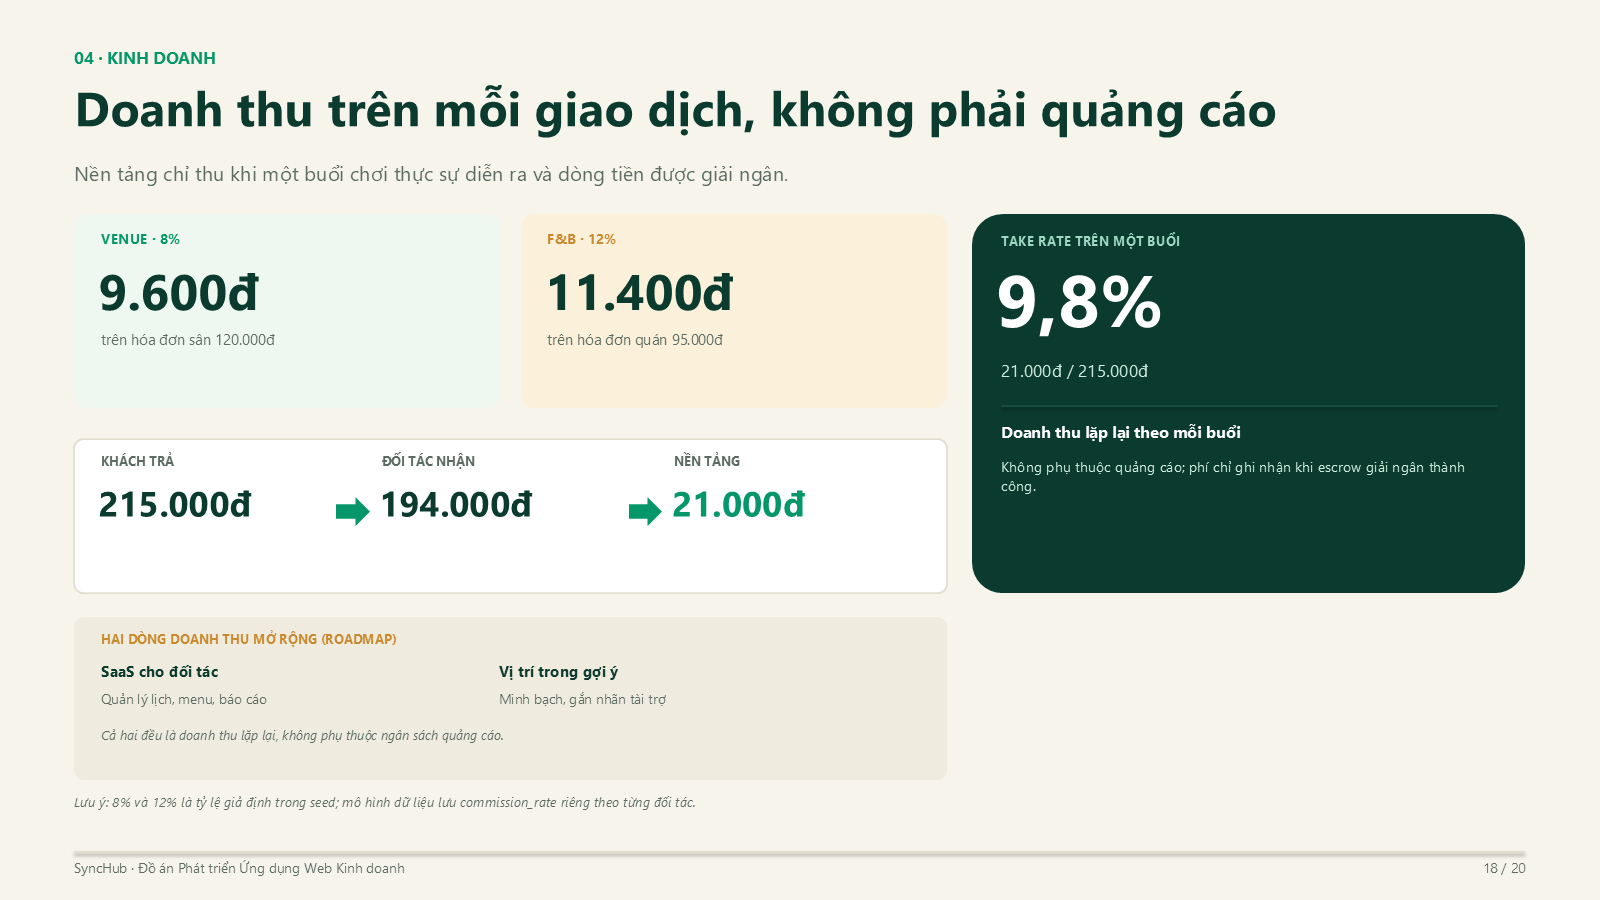 04 · KINH DOANH
Doanh thu trên mỗi giao dịch, không phải quảng cáo
Nền tảng chỉ thu khi một buổi chơi thực sự diễn ra và dòng tiền được giải ngân.
VENUE · 8%
9.600đ
trên hóa đơn sân 120.000đ
F&B · 12%
11.400đ
trên hóa đơn quán 95.000đ
TAKE RATE TRÊN MỘT BUỔI
9,8%
21.000đ / 215.000đ
Doanh thu lặp lại theo mỗi buổi
Không phụ thuộc quảng cáo; phí chỉ ghi nhận khi escrow giải ngân thành
công.
KHÁCH TRẢ
215.000đ
ĐỐI TÁC NHẬN
194.000đ
NỀN TẢNG
21.000đ
HAI DÒNG DOANH THU MỞ RỘNG (ROADMAP)
SaaS cho đối tác
Quản lý lịch, menu, báo cáo
Vị trí trong gợi ý
Minh bạch, gắn nhãn tài trợ
Cả hai đều là doanh thu lặp lại, không phụ thuộc ngân sách quảng cáo.
Lưu ý: 8% và 12% là tỷ lệ giả định trong seed; mô hình dữ liệu lưu commission_rate riêng theo từng đối tác.
SyncHub · Đồ án Phát triển Ứng dụng Web Kinh doanh
18 / 20